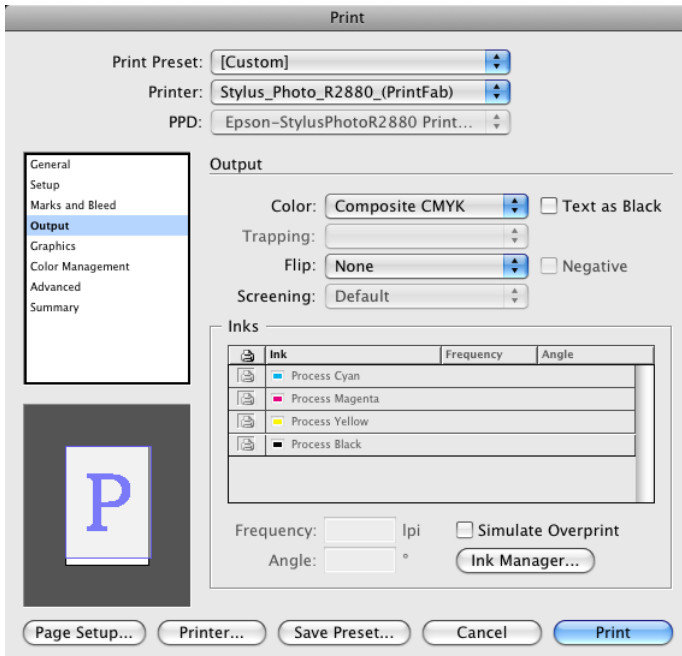 Print
Print Preset: [Custom]
Printer: Stylus_Photo_R2880_(PrintFab)
PPD: Epson-StylusPhotoR2880 Print...
General
Setup
Marks and Bleed
Output
Graphics
Color Management
Advanced
Summary
Output
Color: Composite CMYK Text as Black
Trapping:
Flip: None Negative
Screening: Default
Inks
Ink Frequency Angle
Process Cyan
Process Magenta
Process Yellow
Process Black
Frequency: lpi Simulate Overprint
Angle: ° Ink Manager...
P
Page Setup... Printer... Save Preset... Cancel Print